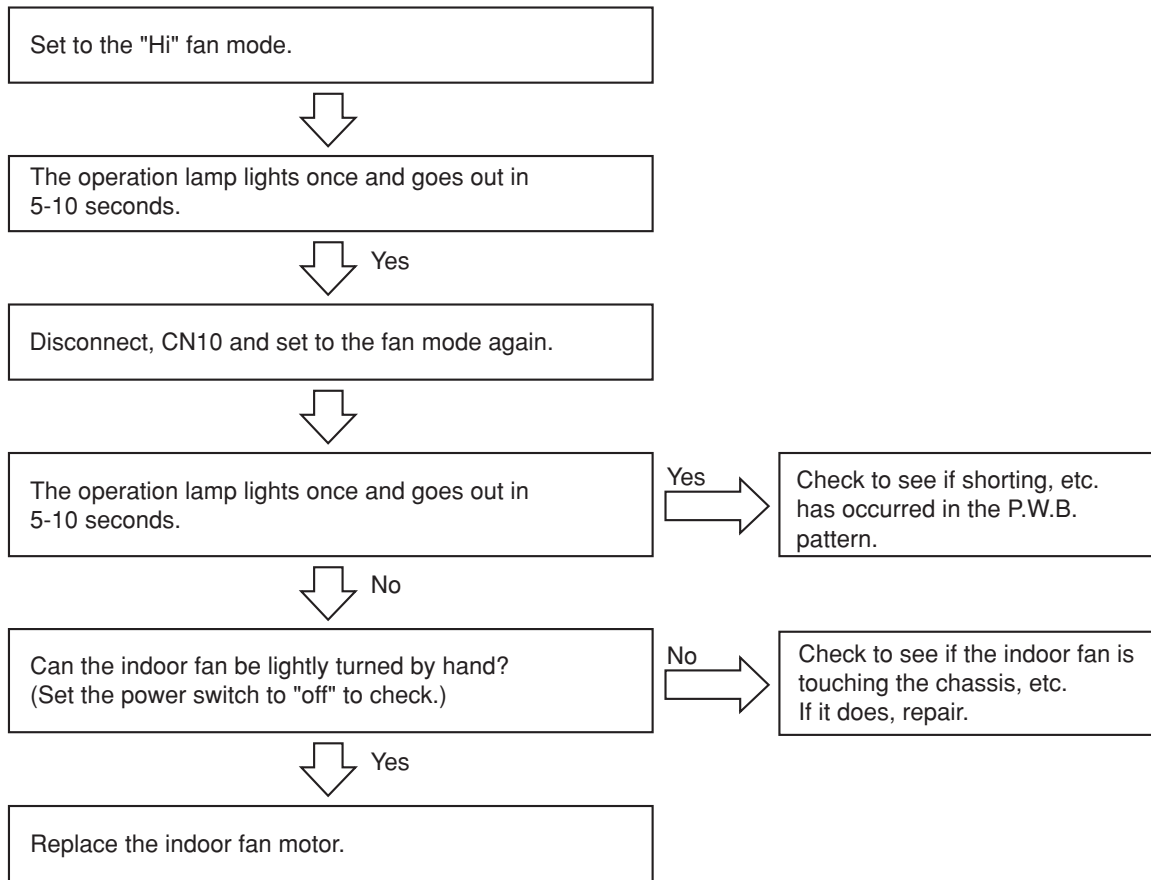 Set to the "Hi" fan mode.
The operation lamp lights once and goes out in
5-10 seconds.
Yes
Disconnect, CN10 and set to the fan mode again.
The operation lamp lights once and goes out in
5-10 seconds.
Yes
Check to see if shorting, etc.
has occurred in the P.W.B.
pattern.
No
Can the indoor fan be lightly turned by hand?
(Set the power switch to "off" to check.)
No
Check to see if the indoor fan is
touching the chassis, etc.
If it does, repair.
Yes
Replace the indoor fan motor.